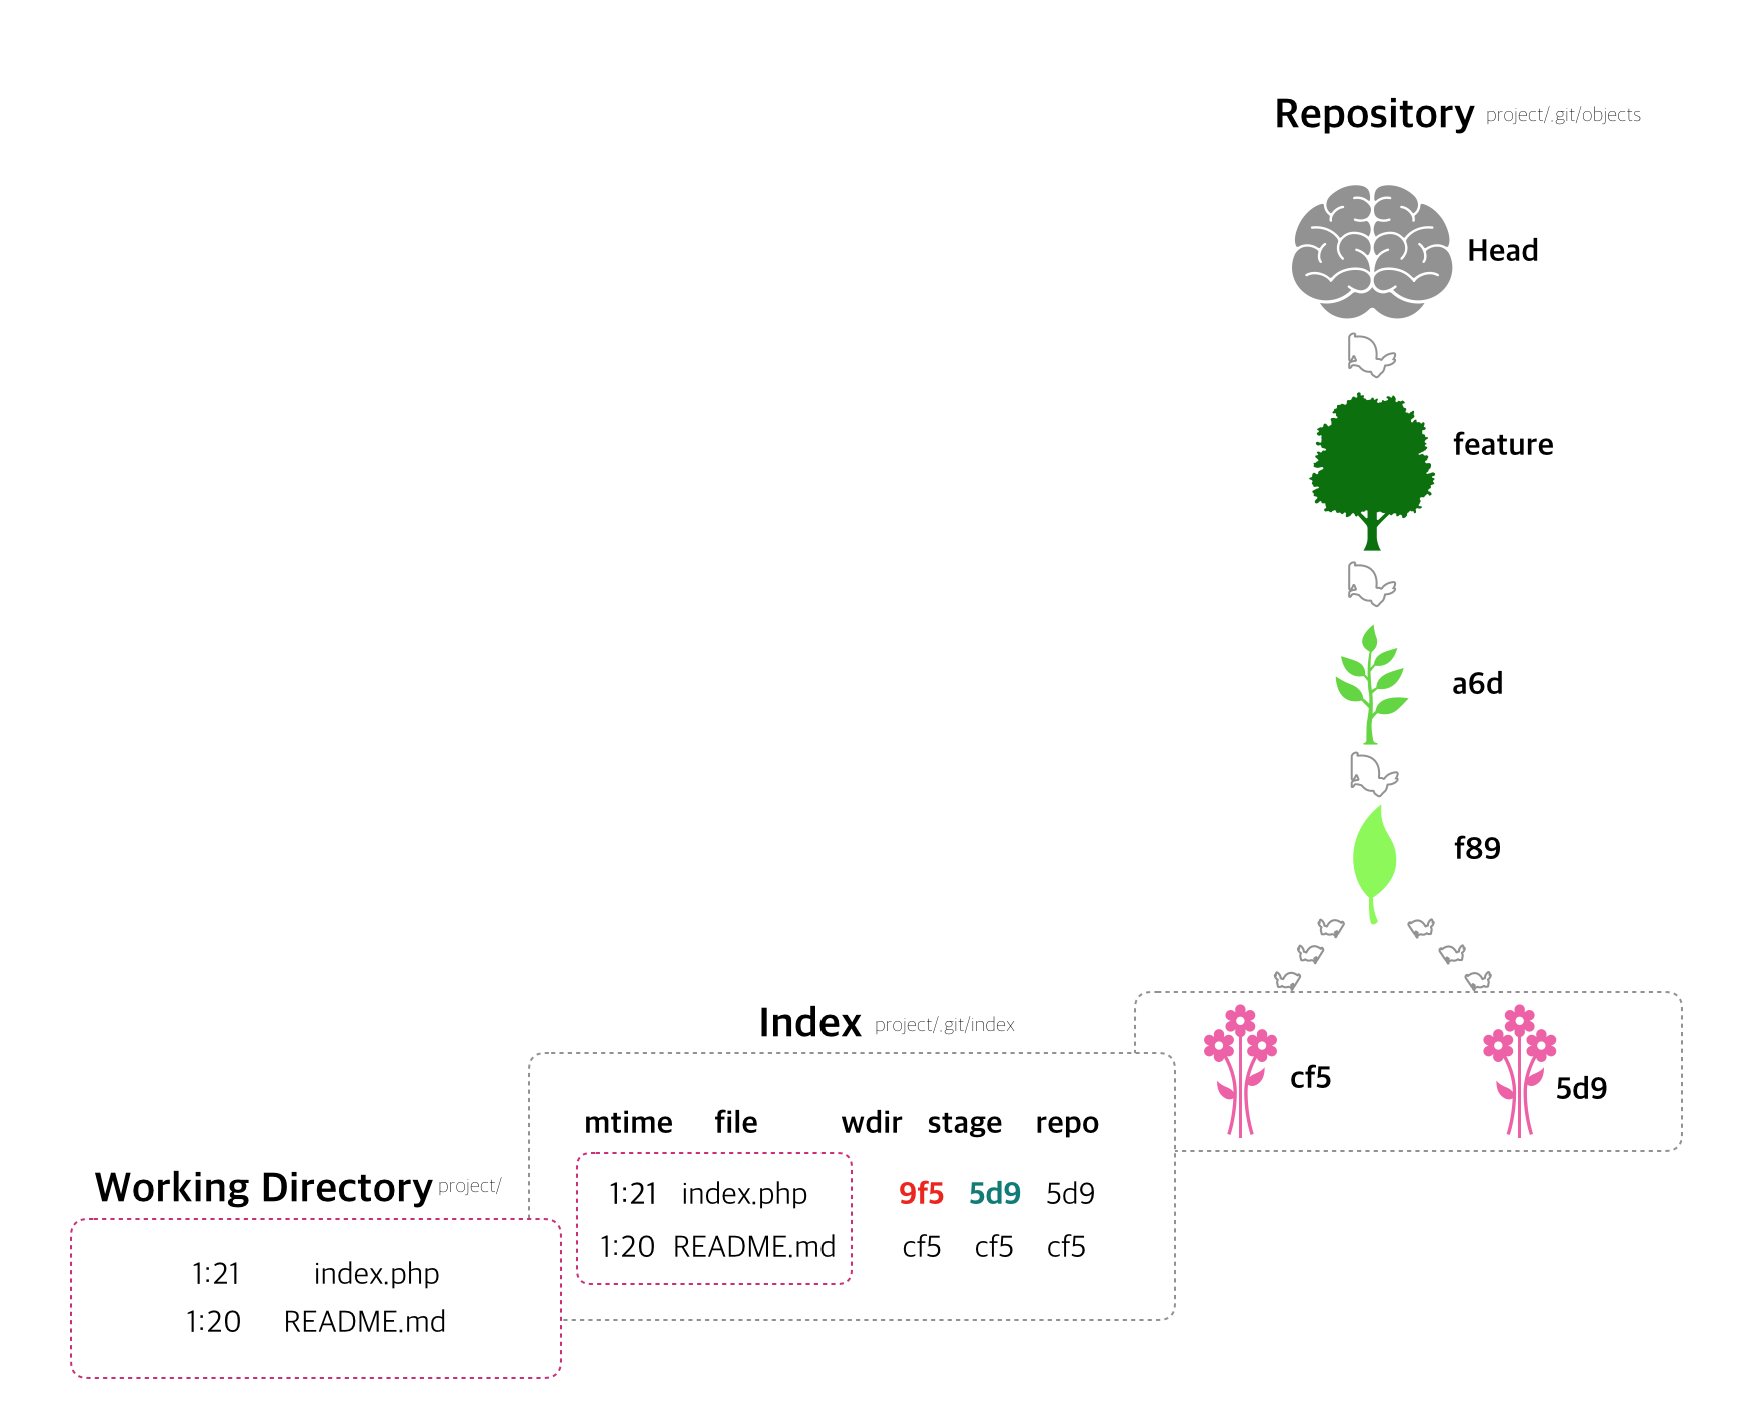 Repository project/.git/objects
Head
feature
a6d
f89
cf5
5d9
Index project/.git/index
mtime file wdir stage repo
1:21 index.php 9f5 5d9 5d9
1:20 README.md cf5 cf5 cf5
Working Directory project/
1:21 index.php
1:20 README.md